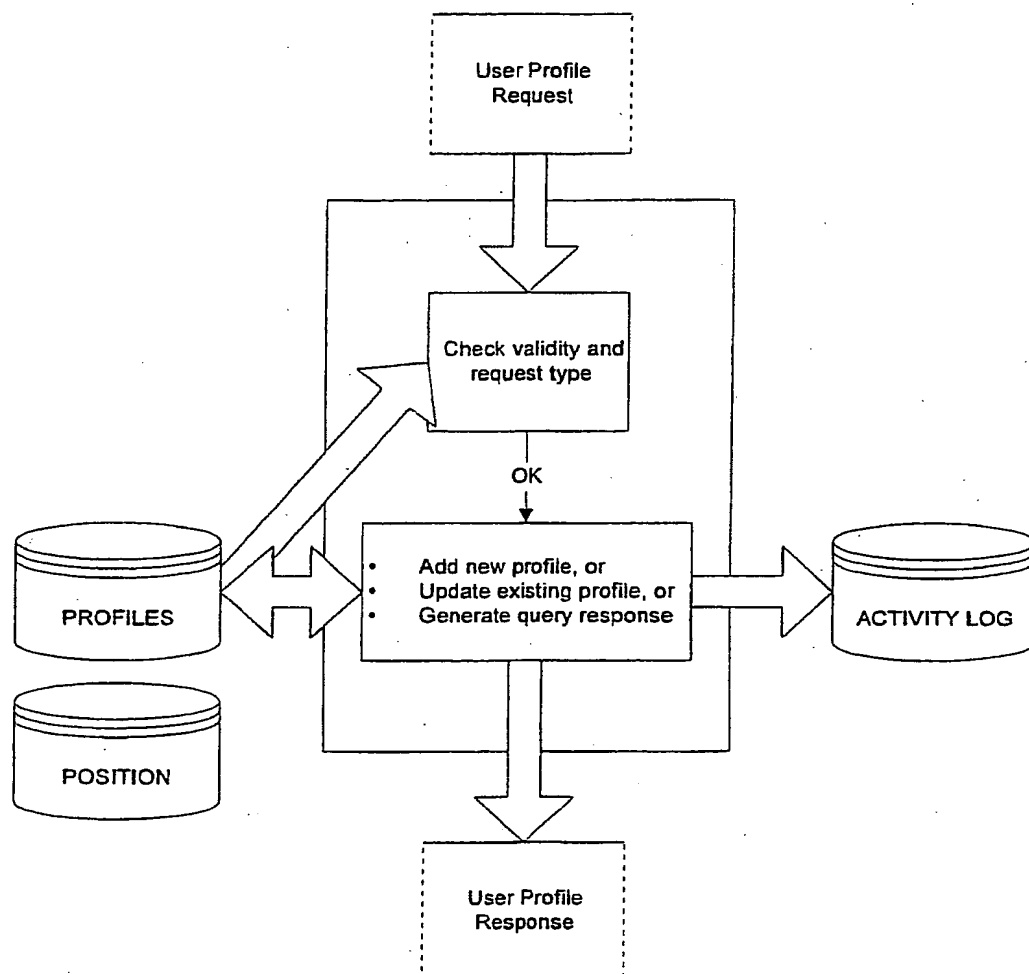 User Profile
Request
Check validity and
request type
OK
• Add new profile, or
• Update existing profile, or
• Generate query response
PROFILES
ACTIVITY LOG
POSITION
User Profile
Response